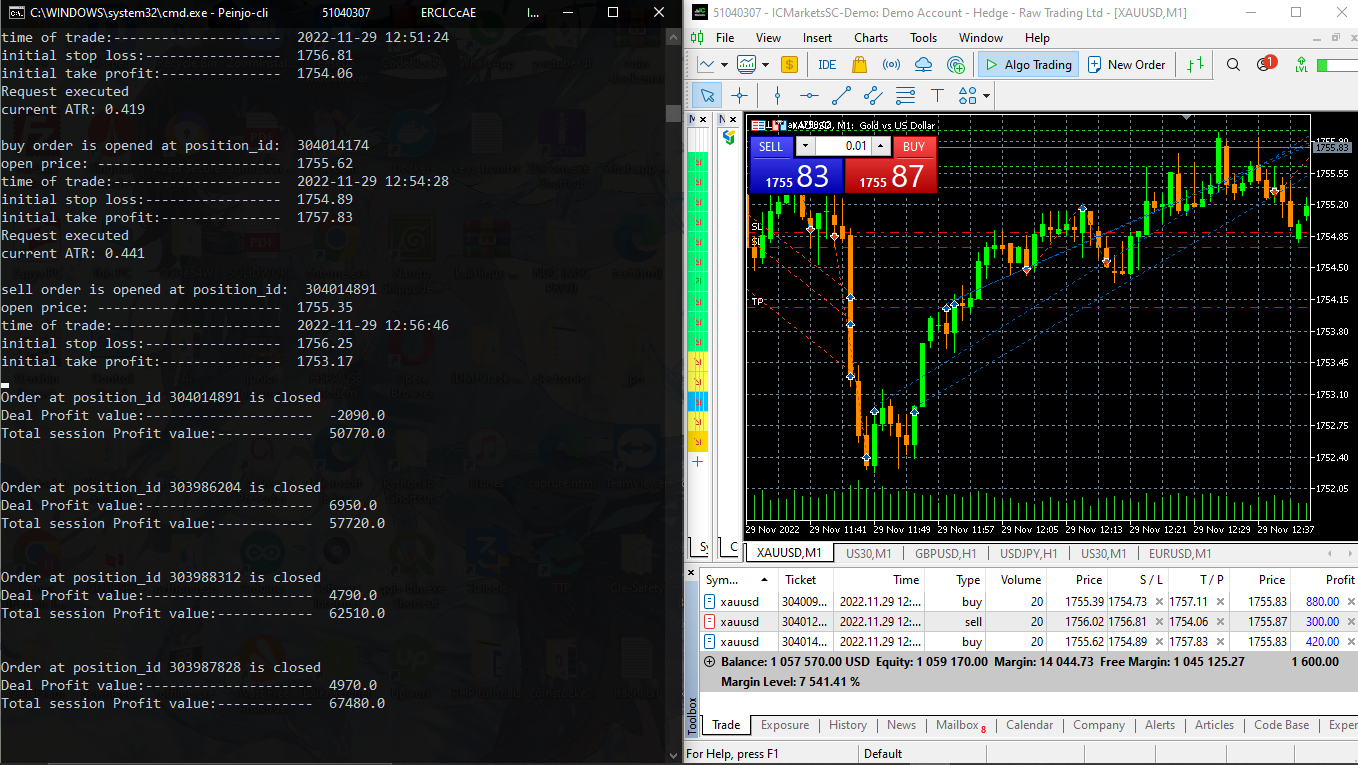 C:\WINDOWS\system32\cmd.exe - Peinjo-cli 51040307 ERCLCcAE I...
time of trade:--------------------- 2022-11-29 12:51:24
initial stop loss:----------------- 1756.81
initial take profit:--------------- 1754.06
Request executed
current ATR: 0.419
buy order is opened at position_id: 304014174
open price: ----------------------- 1755.62
time of trade:--------------------- 2022-11-29 12:54:28
initial stop loss:----------------- 1754.89
initial take profit:--------------- 1757.83
Request executed
current ATR: 0.441
sell order is opened at position_id: 304014891
open price: ----------------------- 1755.35
time of trade:--------------------- 2022-11-29 12:56:46
initial stop loss:----------------- 1756.25
initial take profit:--------------- 1753.17
Order at position_id 304014891 is closed
Deal Profit value:--------------------- -2090.0
Total session Profit value:------------ 50770.0
Order at position_id 303986204 is closed
Deal Profit value:--------------------- 6950.0
Total session Profit value:------------ 57720.0
Order at position_id 303988312 is closed
Deal Profit value:--------------------- 4790.0
Total session Profit value:------------ 62510.0
Order at position_id 303987828 is closed
Deal Profit value:--------------------- 4970.0
Total session Profit value:------------ 67480.0
51040307 - ICMarketsSC-Demo: Demo Account - Hedge - Raw Trading Ltd - [XAUUSD,M1]
File View Insert Charts Tools Window Help
IDE Algo Trading New Order 1 LVL
M N
XAUUSD, M1: Gold vs US Dollar
SELL 0.01 BUY
1755 83 1755 87
SL
SL
TP
1755.83
1755.55
1755.20
1754.85
1754.50
1754.15
1753.80
1753.45
1753.10
1752.75
1752.40
1752.05
29 Nov 2022 29 Nov 11:41 29 Nov 11:49 29 Nov 11:57 29 Nov 12:05 29 Nov 12:13 29 Nov 12:21 29 Nov 12:29 29 Nov 12:37
Sy C XAUUSD,M1 US30,M1 GBPUSD,H1 USDJPY,H1 US30,M1 EURUSD,M1
Sym... Ticket Time Type Volume Price S / L T / P Price Profit
xauusd 304009... 2022.11.29 12:... buy 20 1755.39 1754.73 1757.11 1755.83 880.00
xauusd 304012... 2022.11.29 12:... sell 20 1756.02 1756.81 1754.06 1755.87 300.00
xauusd 304014... 2022.11.29 12:... buy 20 1755.62 1754.89 1757.83 1755.83 420.00
Balance: 1 057 570.00 USD Equity: 1 059 170.00 Margin: 14 044.73 Free Margin: 1 045 125.27 1 600.00
Margin Level: 7 541.41 %
Toolbox
Trade Exposure History News Mailbox 8 Calendar Company Alerts Articles Code Base Exper
For Help, press F1 Default